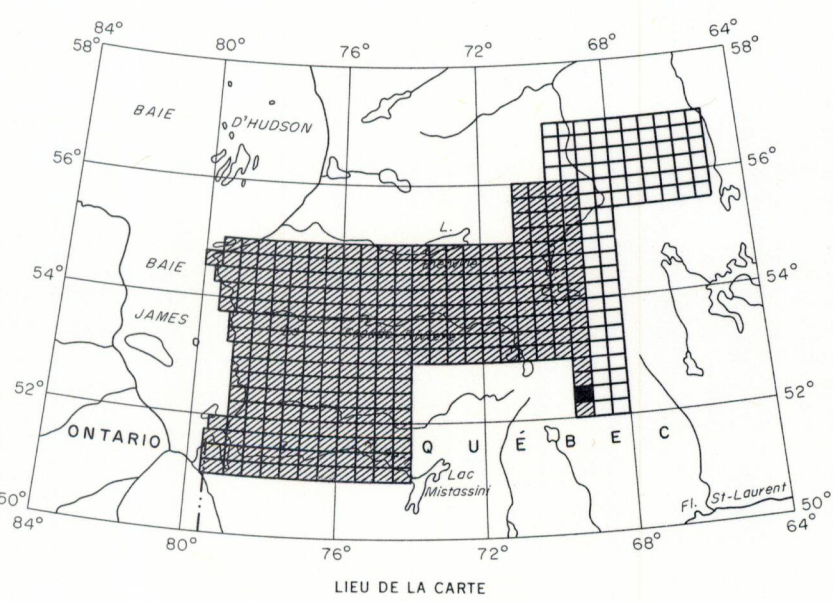 84° 80° 76° 72° 68° 64°
58° 58°
BAIE
D'HUDSON
56° 56°
L.
BAIE
54° 54°
JAMES
52° 52°
ONTARIO
QUÉBEC
Lac
Mistassini
Fl. St-Laurent
50° 50°
84° 80° 76° 72° 68° 64°
LIEU DE LA CARTE